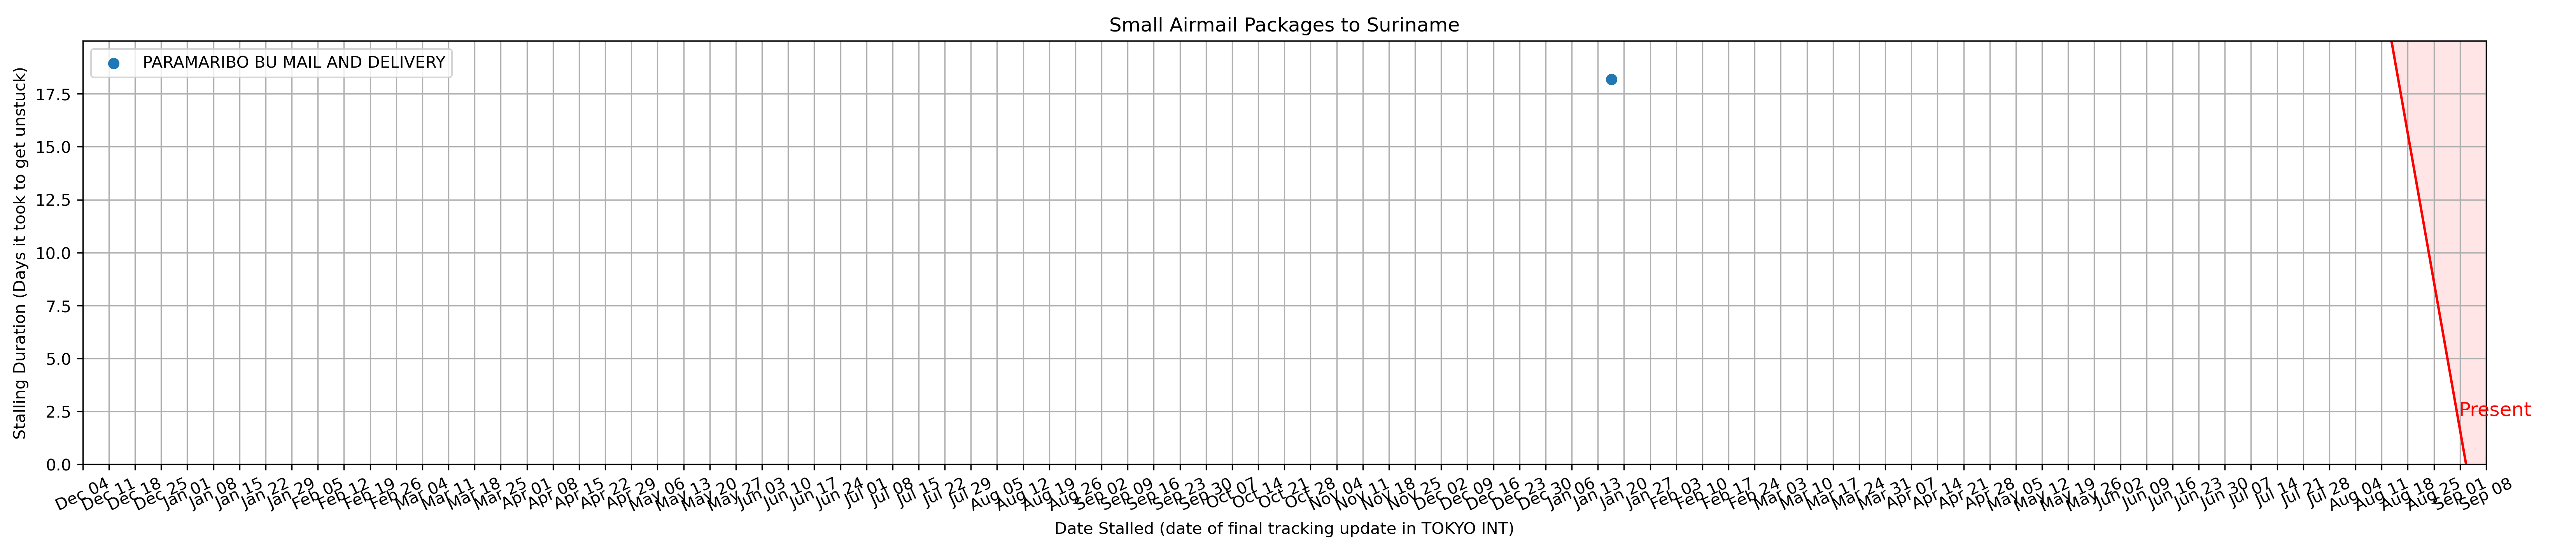 Small Airmail Packages to Suriname
PARAMARIBO BU MAIL AND DELIVERY
Stalling Duration (Days it took to get unstuck)
17.5
15.0
12.5
10.0
7.5
5.0
2.5
0.0
Present
Dec 04 Dec 11 Dec 18 Dec 25 Jan 01 Jan 08 Jan 15 Jan 22 Jan 29 Feb 05 Feb 12 Feb 19 Feb 26 Mar 04 Mar 11 Mar 18 Mar 25 Apr 01 Apr 08 Apr 15 Apr 22 Apr 29 May 06 May 13 May 20 May 27 Jun 03 Jun 10 Jun 17 Jun 24 Jul 01 Jul 08 Jul 15 Jul 22 Jul 29 Aug 05 Aug 12 Aug 19 Aug 26 Sep 02 Sep 09 Sep 16 Sep 23 Sep 30 Oct 07 Oct 14 Oct 21 Oct 28 Nov 04 Nov 11 Nov 18 Nov 25 Dec 02 Dec 09 Dec 16 Dec 23 Dec 30 Jan 06 Jan 13 Jan 20 Jan 27 Feb 03 Feb 10 Feb 17 Feb 24 Mar 03 Mar 10 Mar 17 Mar 24 Mar 31 Apr 07 Apr 14 Apr 21 Apr 28 May 05 May 12 May 19 May 26 Jun 02 Jun 09 Jun 16 Jun 23 Jun 30 Jul 07 Jul 14 Jul 21 Jul 28 Aug 04 Aug 11 Aug 18 Aug 25 Sep 01 Sep 08
Date Stalled (date of final tracking update in TOKYO INT)